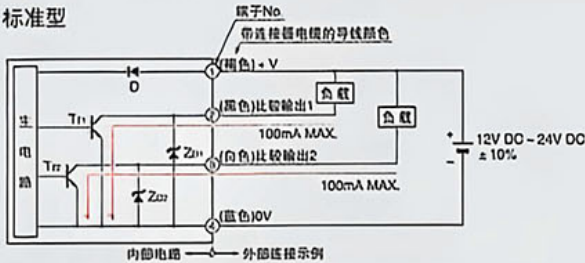 标准型
端子No.
带连接器电缆的导线颜色
① (褐色)+V
D
负载
② (黑色)比较输出1
负载
主电路
Tr1
100mA MAX.
ZD1
+ 12V DC~24V DC
- ±10%
③ (白色)比较输出2
Tr2
100mA MAX.
ZD2
④ (蓝色)0V
内部电路 外部连接示例